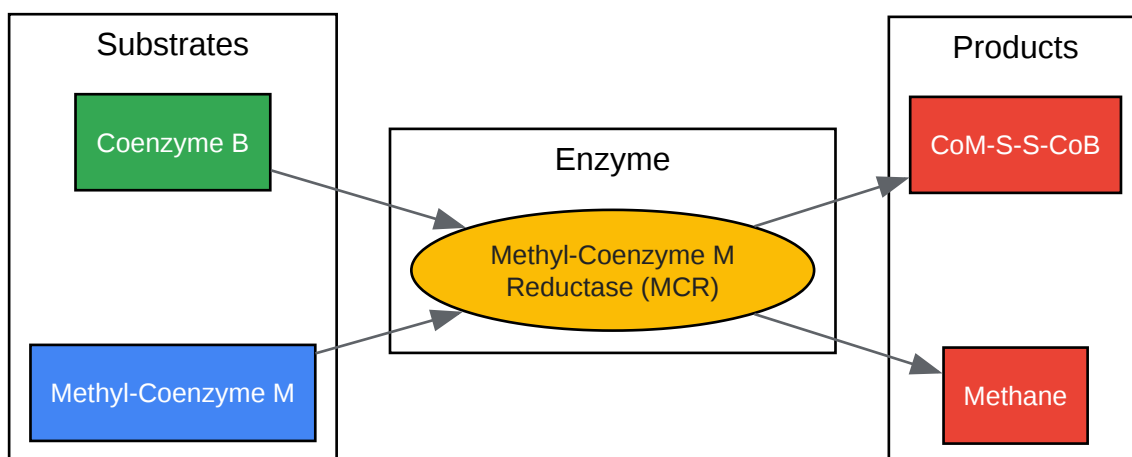 Substrates
Coenzyme B
Methyl-Coenzyme M
Enzyme
Methyl-Coenzyme M
Reductase (MCR)
Products
CoM-S-S-CoB
Methane